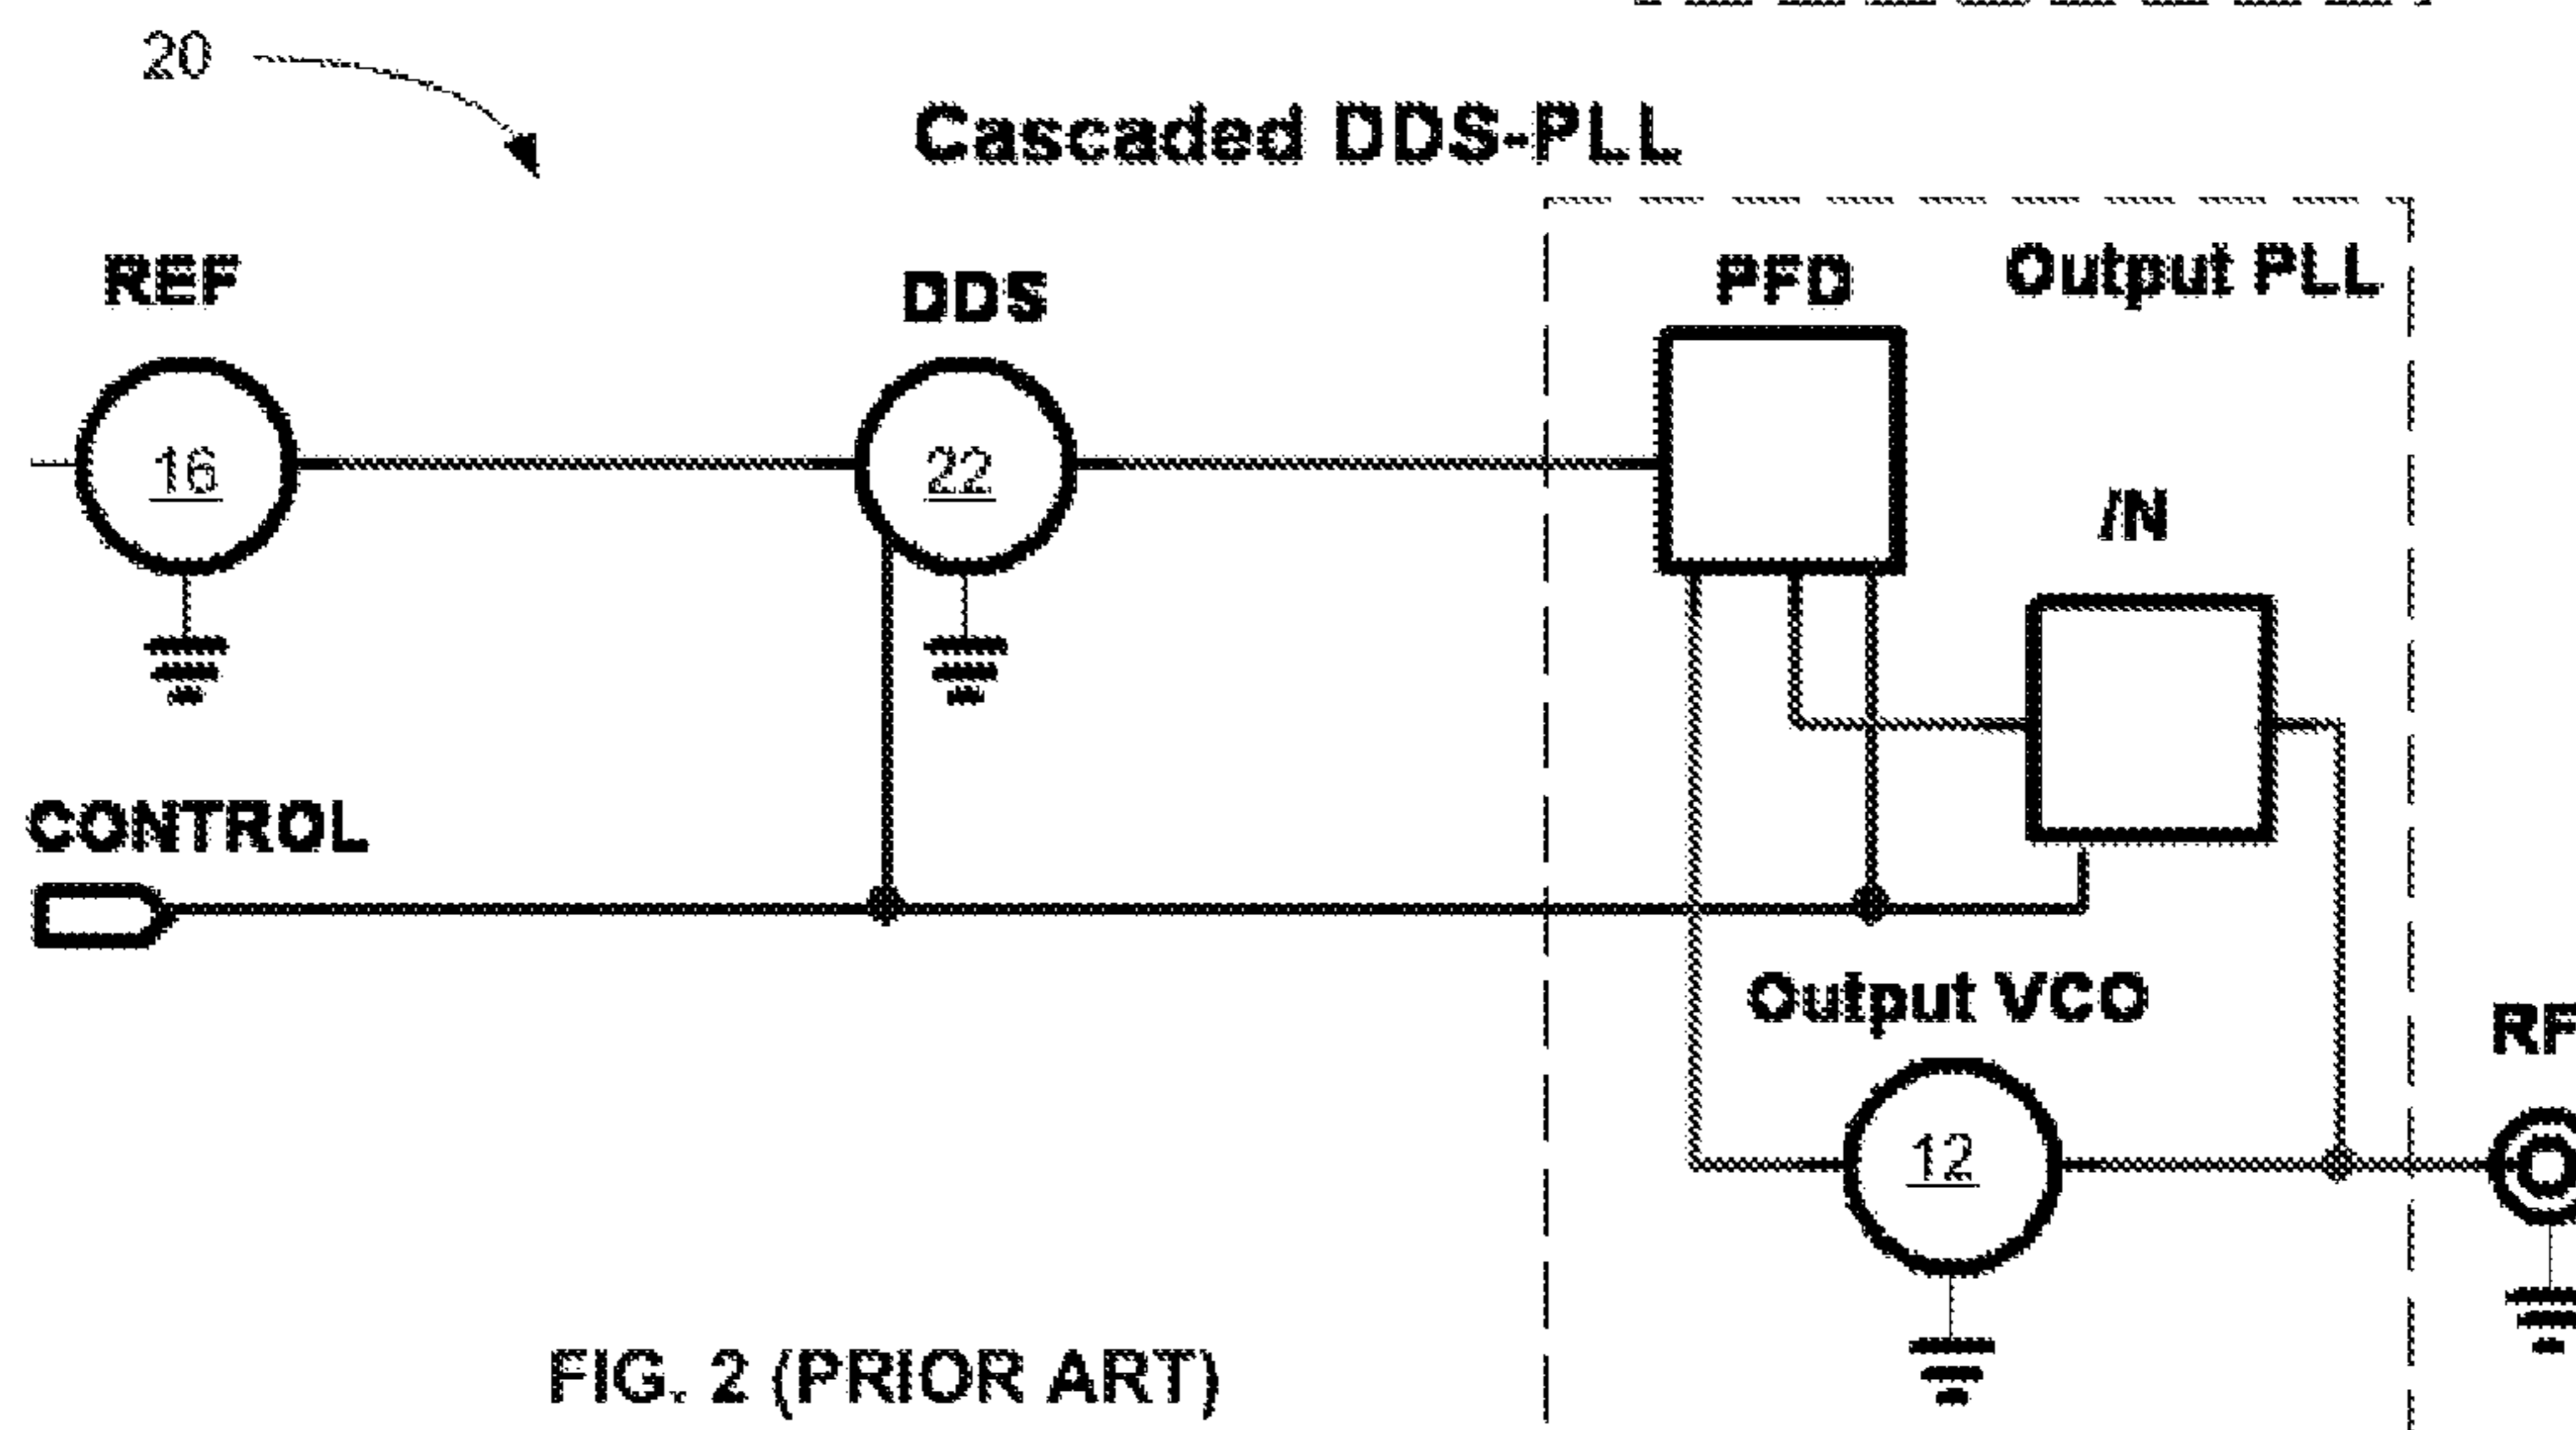 20
Cascaded DDS-PLL
REF
DDS
PFD
Output PLL
16
22
/N
CONTROL
Output VCO
RF
12
FIG. 2 (PRIOR ART)